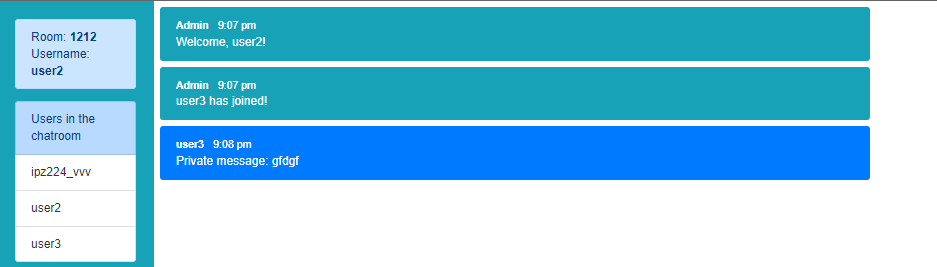 Room: 1212
Username:
user2
Users in the
chatroom
ipz224_vvv
user2
user3
Admin 9:07 pm
Welcome, user2!
Admin 9:07 pm
user3 has joined!
user3 9:08 pm
Private message: gfdgf